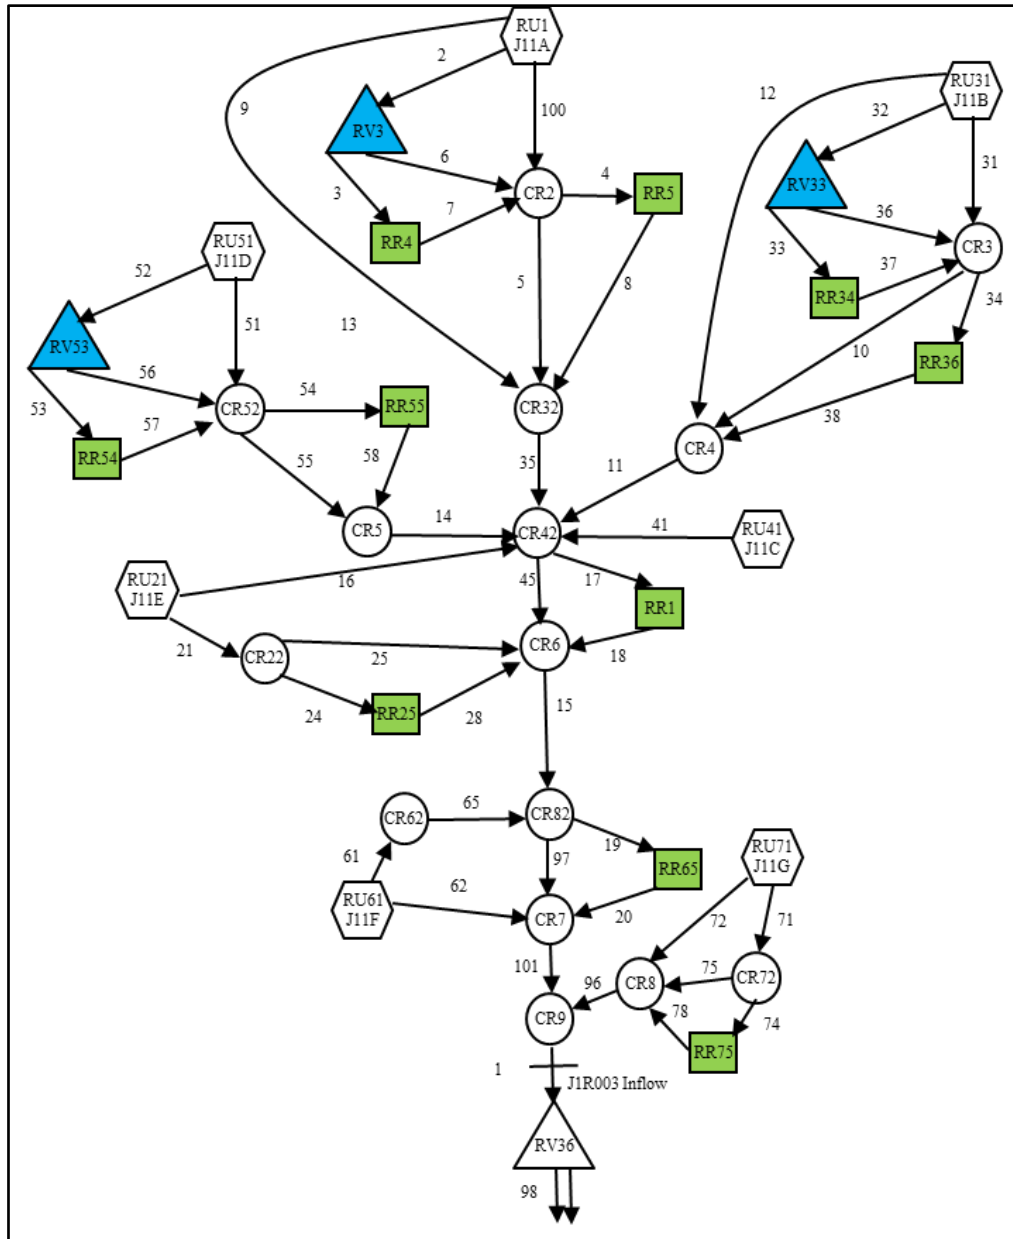 RU1
J11A
2
9
100
12
RU31
J11B
32
RV3
6
4
31
RV33
3
7
CR2
RR5
36
RR4
33
37
CR3
RU51
J11D
52
5
8
RR34
34
51
13
10
RV53
RR36
56
54
RR55
53
57
CR52
CR32
38
RR54
55
58
35
11
CR4
CR5
14
CR42
41
RU41
J11C
16
45
17
RU21
J11E
RR1
21
CR22
25
CR6
18
24
RR25
28
15
CR62
65
CR82
19
61
97
RR65
RU71
J11G
62
RU61
J11F
CR7
20
72
71
101
96
CR8
75
CR72
78
74
CR9
RR75
1
J1R003 Inflow
RV36
98